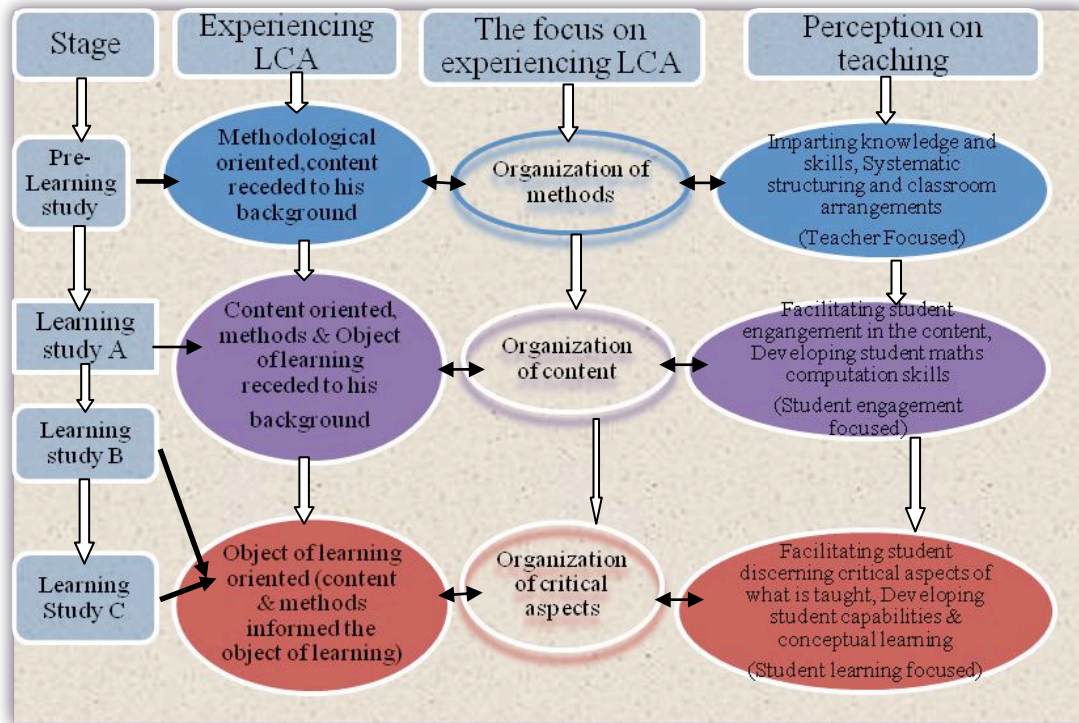 Stage
Experiencing
LCA
The focus on
experiencing LCA
Perception on
teaching
Pre-
Learning
study
Methodological
oriented, content
receded to his
background
Organization of
methods
Imparting knowledge and
skills, Systematic
structuring and classroom
arrangements
(Teacher Focused)
Learning
study A
Content oriented,
methods & Object
of learning
receded to his
background
Organization
of content
Facilitating student
engangement in the content,
Developing student maths
computation skills
(Student engagement
focused)
Learning
study B
Learning
Study C
Object of learning
oriented (content
& methods
informed the
object of learning)
Organization
of critical
aspects
Facilitating student
discerning critical aspects of
what is taught, Developing
student capabilities &
conceptual learning
(Student learning focused)